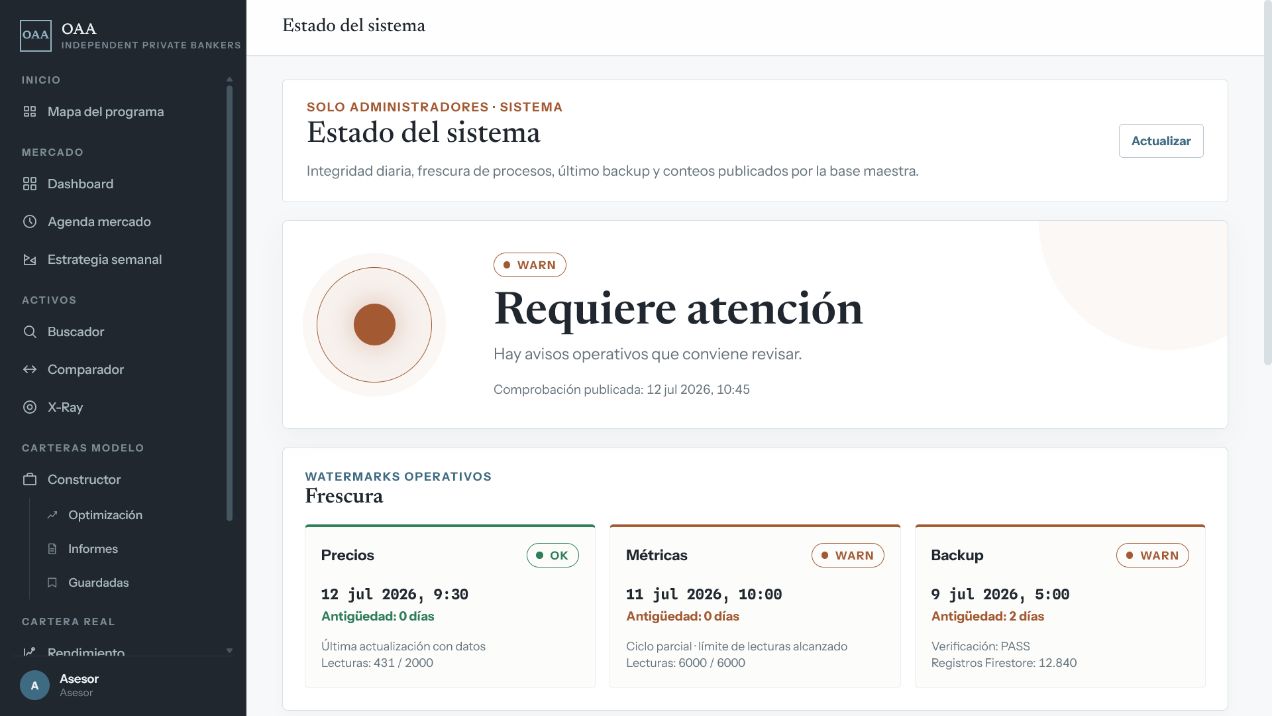 OAA
OAA
INDEPENDENT PRIVATE BANKERS
INICIO
Mapa del programa
MERCADO
Dashboard
Agenda mercado
Estrategia semanal
ACTIVOS
Buscador
Comparador
X-Ray
CARTERAS MODELO
Constructor
Optimización
Informes
Guardadas
CARTERA REAL
Rendimiento
A
Asesor
Asesor
Estado del sistema
SOLO ADMINISTRADORES · SISTEMA
Estado del sistema
Integridad diaria, frescura de procesos, último backup y conteos publicados por la base maestra.
Actualizar
WARN
Requiere atención
Hay avisos operativos que conviene revisar.
Comprobación publicada: 12 jul 2026, 10:45
WATERMARKS OPERATIVOS
Frescura
Precios
OK
12 jul 2026, 9:30
Antigüedad: 0 días
Última actualización con datos
Lecturas: 431 / 2000
Métricas
WARN
11 jul 2026, 10:00
Antigüedad: 0 días
Ciclo parcial · límite de lecturas alcanzado
Lecturas: 6000 / 6000
Backup
WARN
9 jul 2026, 5:00
Antigüedad: 2 días
Verificación: PASS
Registros Firestore: 12.840